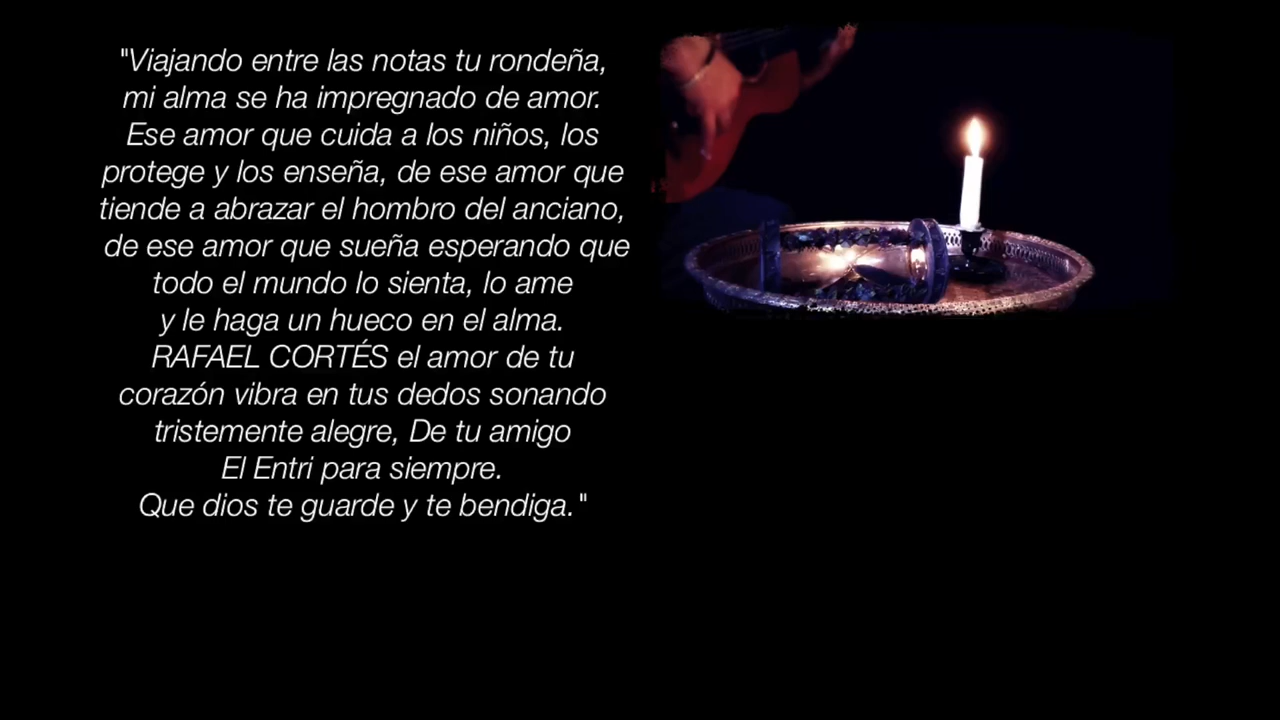 "Viajando entre las notas tu rondeña,
mi alma se ha impregnado de amor.
Ese amor que cuida a los niños, los
protege y los enseña, de ese amor que
tiende a abrazar el hombro del anciano,
de ese amor que sueña esperando que
todo el mundo lo sienta, lo ame
y le haga un hueco en el alma.
RAFAEL CORTÉS el amor de tu
corazón vibra en tus dedos sonando
tristemente alegre, De tu amigo
El Entri para siempre.
Que dios te guarde y te bendiga."